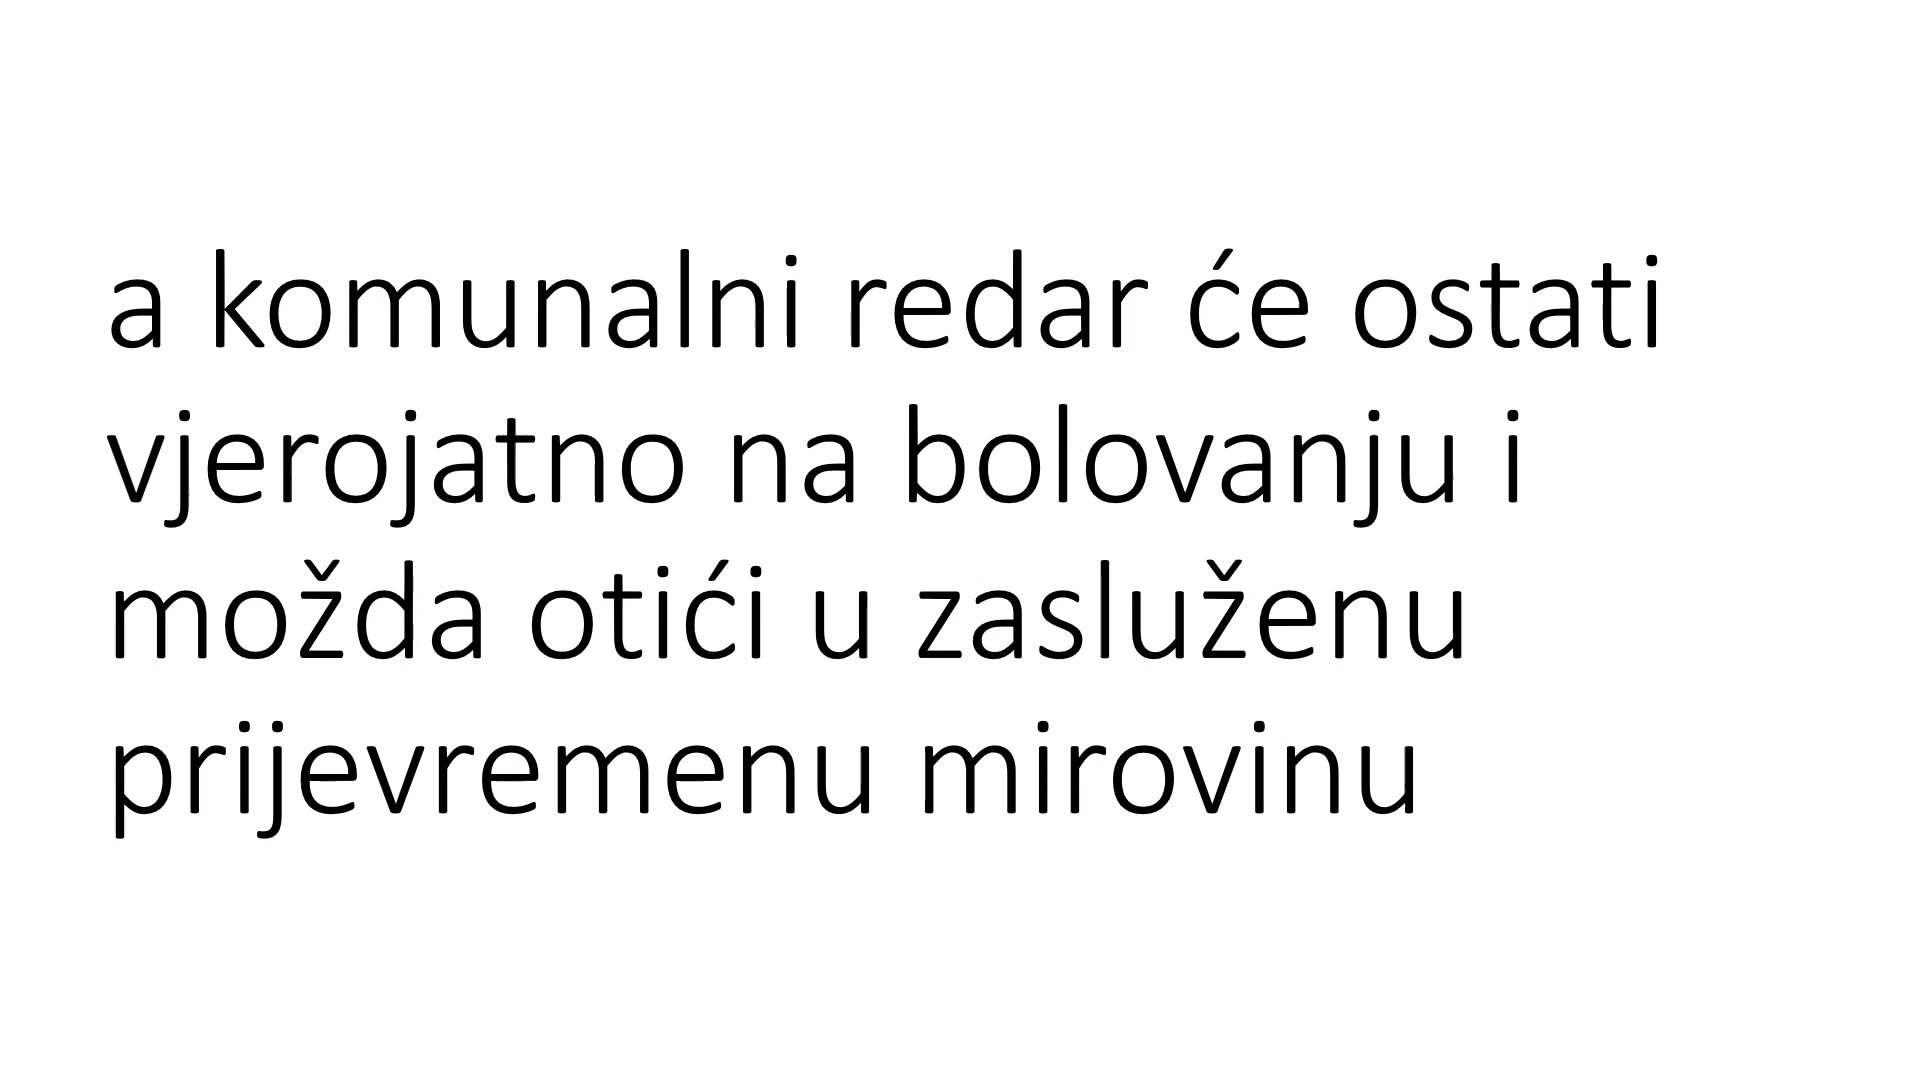 a komunalni redar će ostati
vjerojatno na bolovanju i
možda otići u zasluženu
prijevremenu mirovinu